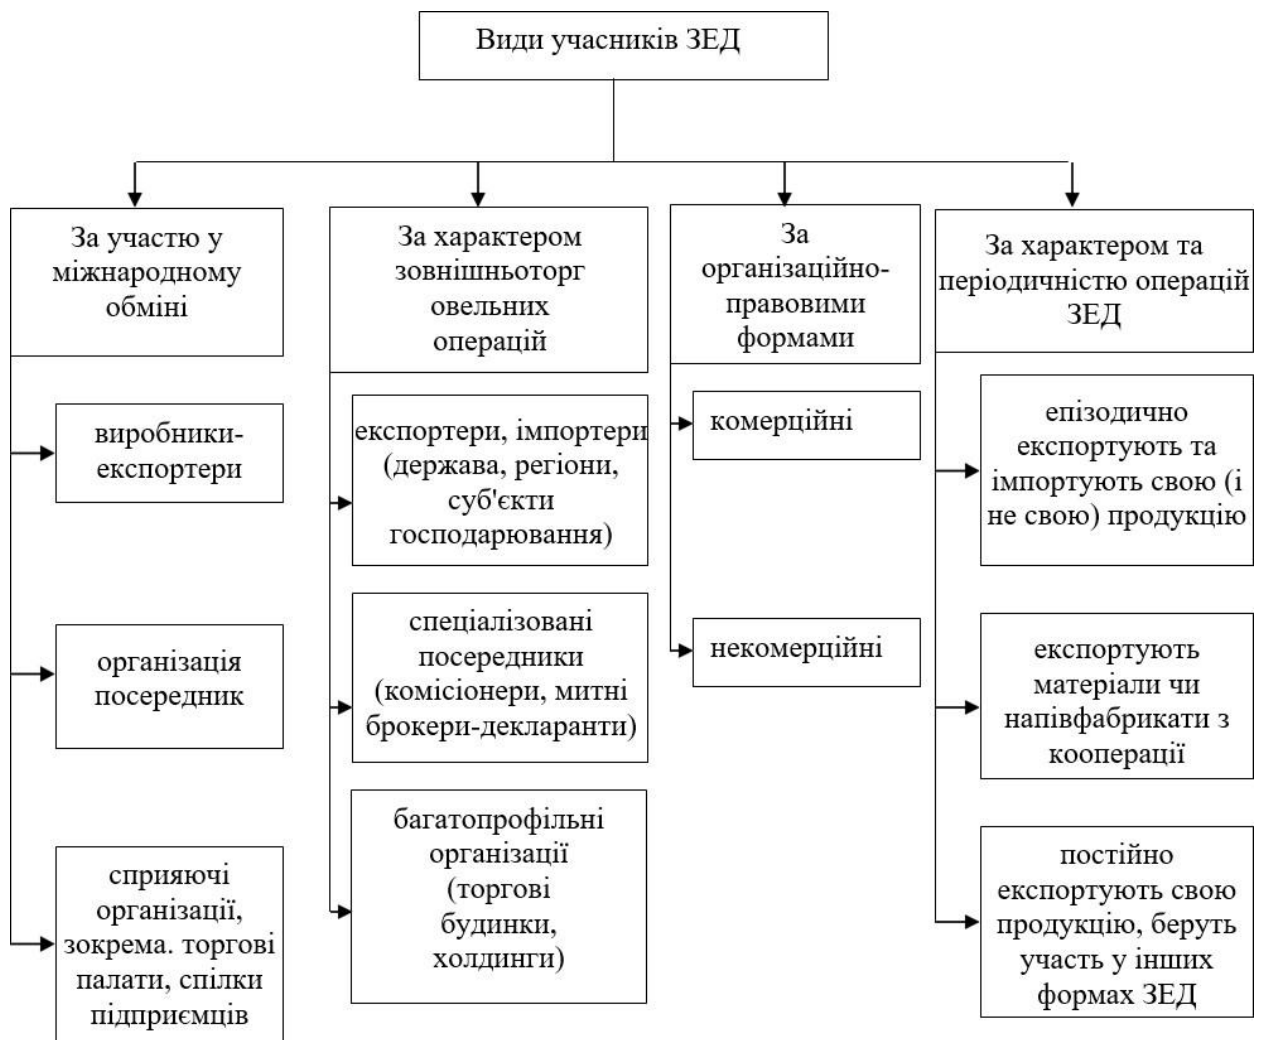 Види учасників ЗЕД
За участю у
міжнародному
обміні
виробники-
експортери
організація
посередник
сприяючі
організації,
зокрема. торгові
палати, спілки
підприємців
За характером
зовнішньоторг
овельних
операцій
експортери, імпортери
(держава, регіони,
суб'єкти
господарювання)
спеціалізовані
посередники
(комісіонери, митні
брокери-декларанти)
багатопрофільні
організації
(торгові
будинки,
холдинги)
За
організаційно-
правовими
формами
комерційні
некомерційні
За характером та
періодичністю операцій
ЗЕД
епізодично
експортують та
імпортують свою (і
не свою) продукцію
експортують
матеріали чи
напівфабрикати з
кооперації
постійно
експортують свою
продукцію, беруть
участь у інших
формах ЗЕД